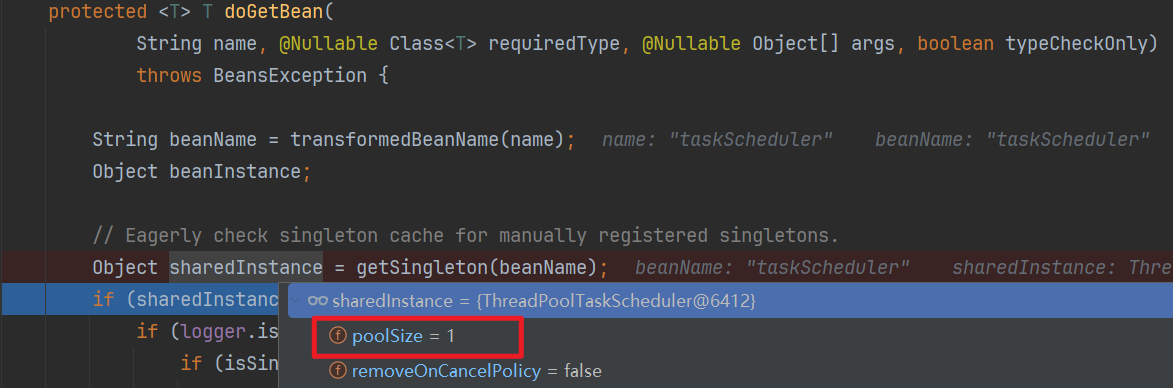 protected <T> T doGetBean(
String name, @Nullable Class<T> requiredType, @Nullable Object[] args, boolean typeCheckOnly)
throws BeansException {
String beanName = transformedBeanName(name); name: "taskScheduler" beanName: "taskScheduler"
Object beanInstance;
// Eagerly check singleton cache for manually registered singletons.
Object sharedInstance = getSingleton(beanName); beanName: "taskScheduler" sharedInstance: Thre
if (sharedInstanc
sharedInstance = {ThreadPoolTaskScheduler@6412}
if (logger.is
f poolSize = 1
if (isSin
f removeOnCancelPolicy = false